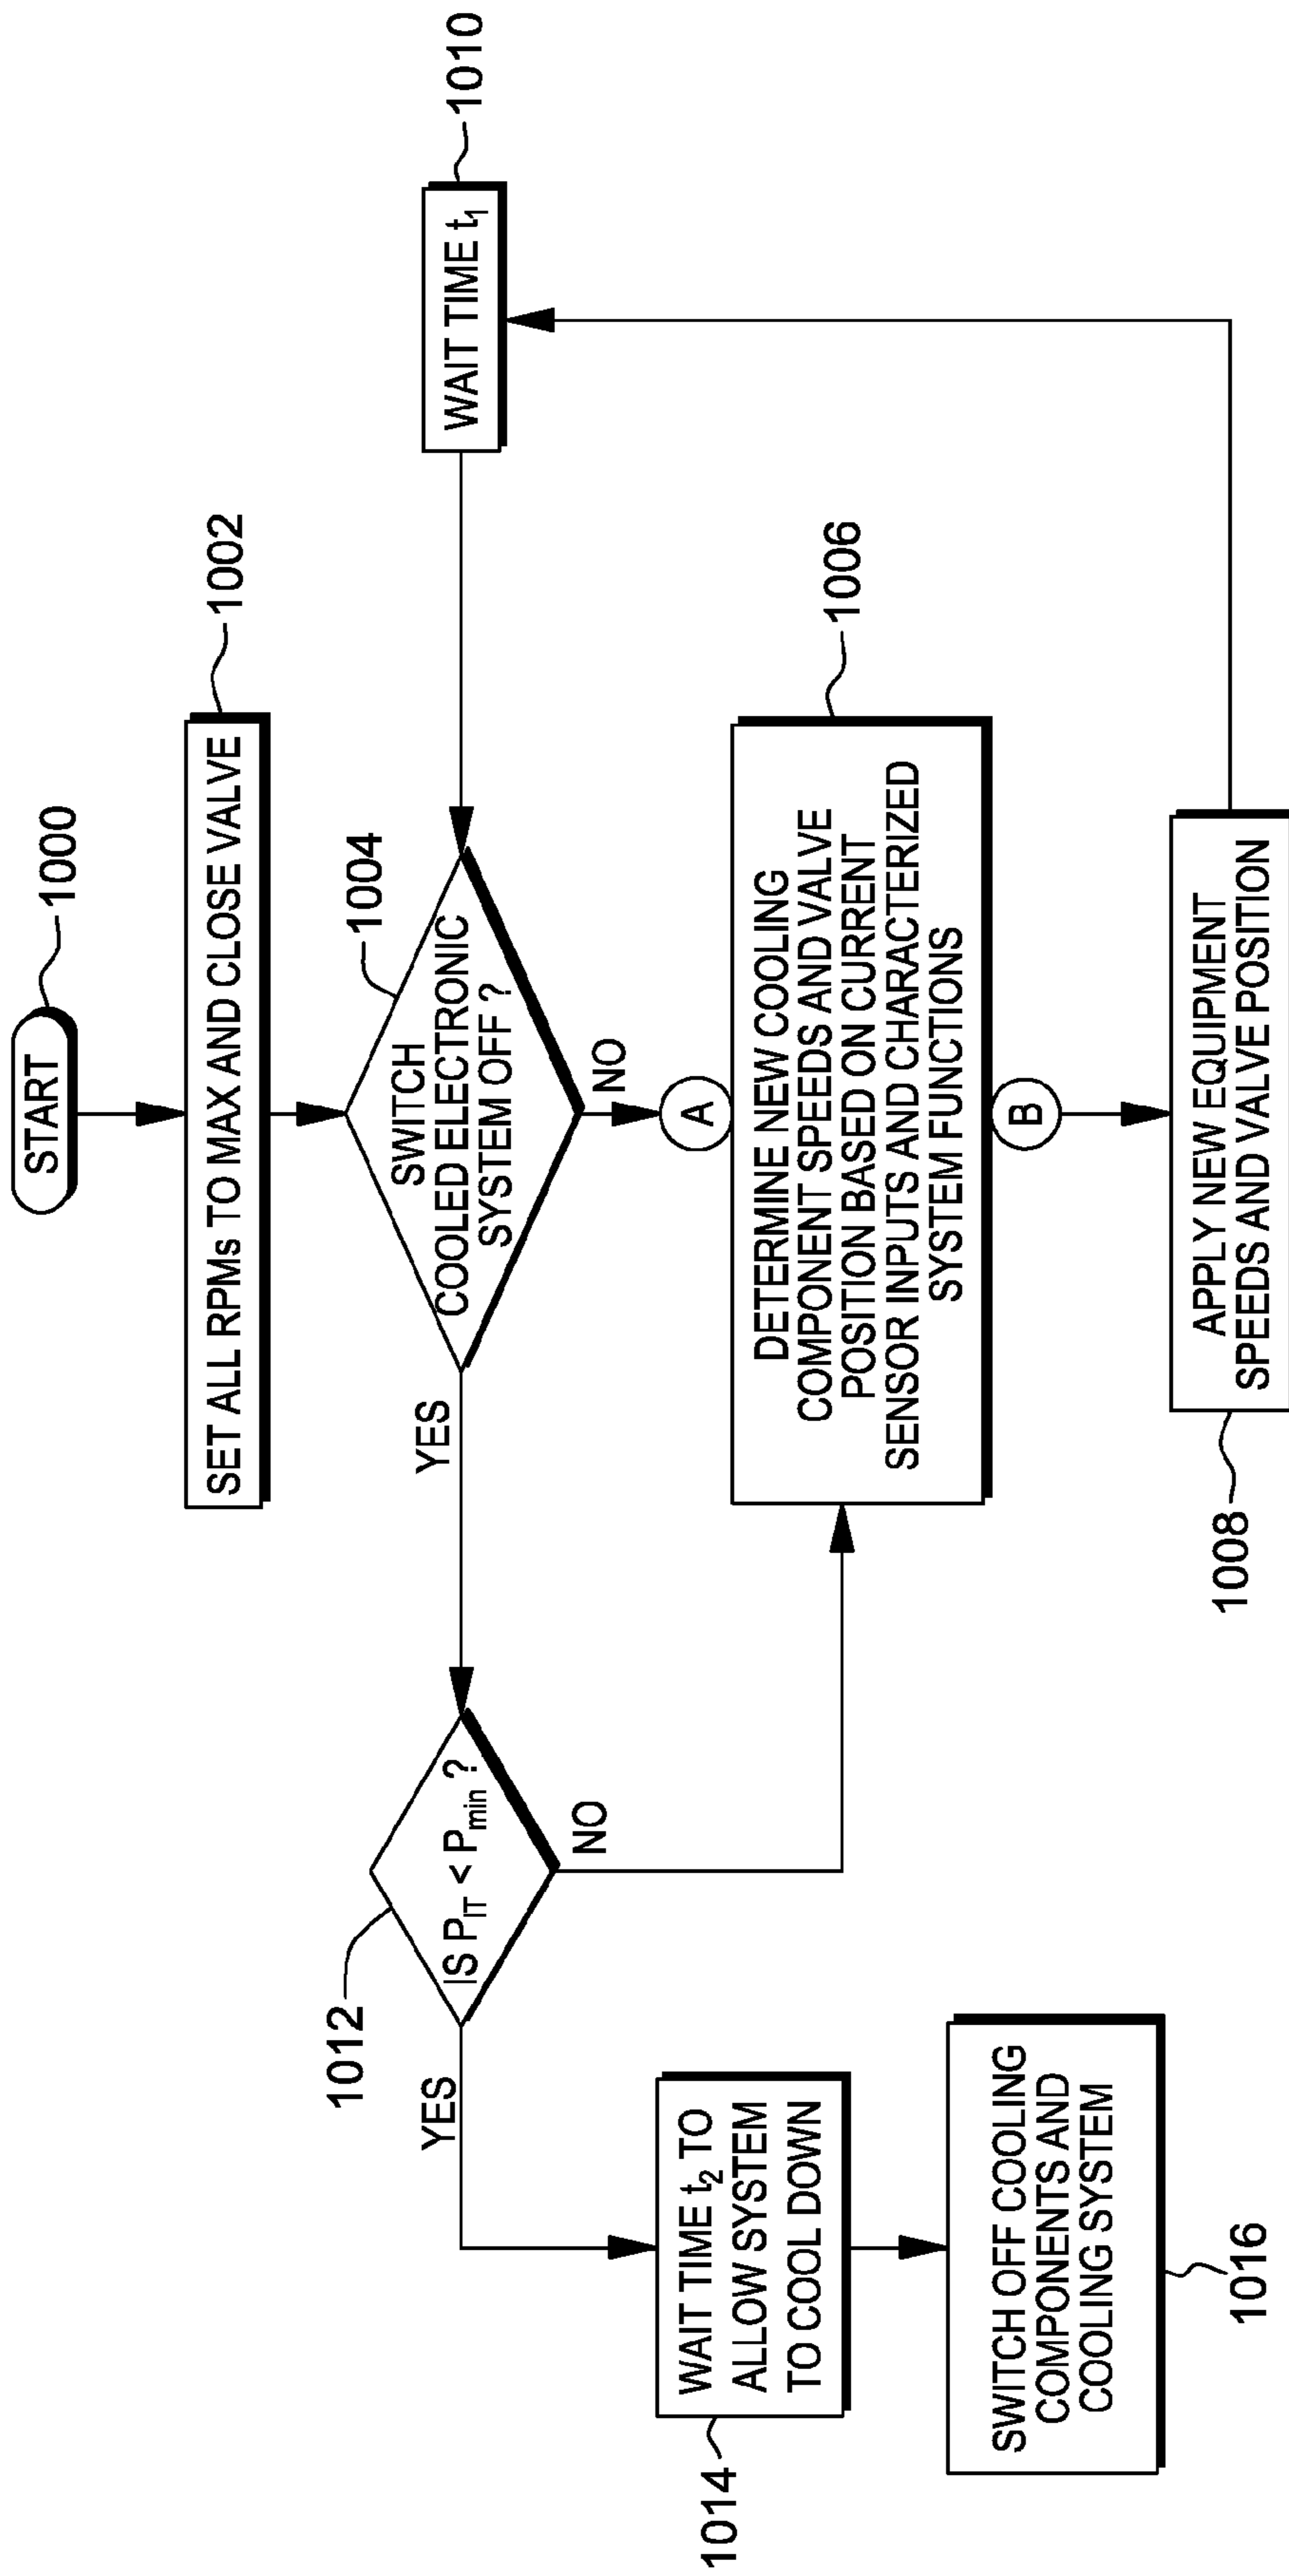 START
1000
SET ALL RPMs TO MAX AND CLOSE VALVE
1002
SWITCH
COOLED ELECTRONIC
SYSTEM OFF ?
1004
YES
NO
WAIT TIME t₁
1010
IS P_IT < P_min ?
1012
YES
NO
A
DETERMINE NEW COOLING
COMPONENT SPEEDS AND VALVE
POSITION BASED ON CURRENT
SENSOR INPUTS AND CHARACTERIZED
SYSTEM FUNCTIONS
1006
B
WAIT TIME t₂ TO
ALLOW SYSTEM
TO COOL DOWN
1014
SWITCH OFF COOLING
COMPONENTS AND
COOLING SYSTEM
1016
APPLY NEW EQUIPMENT
SPEEDS AND VALVE POSITION
1008